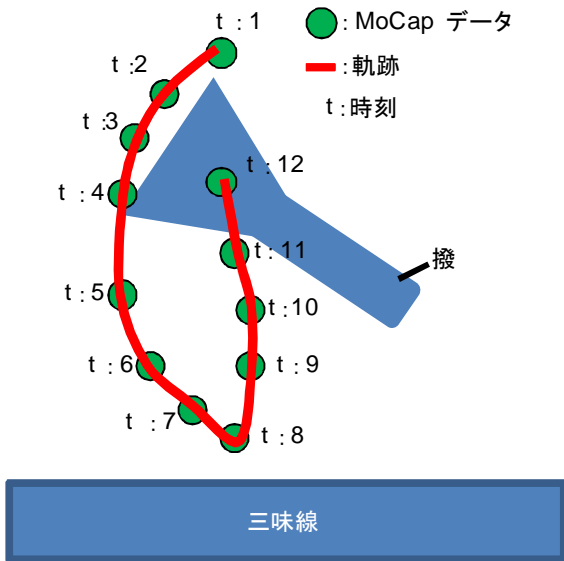 t : 1
: MoCap データ
t :2
: 軌跡
t :3
t : 時刻
t : 12
t : 4
t : 11
撥
t : 5
t : 10
t : 6
t : 9
t : 7
t : 8
三味線